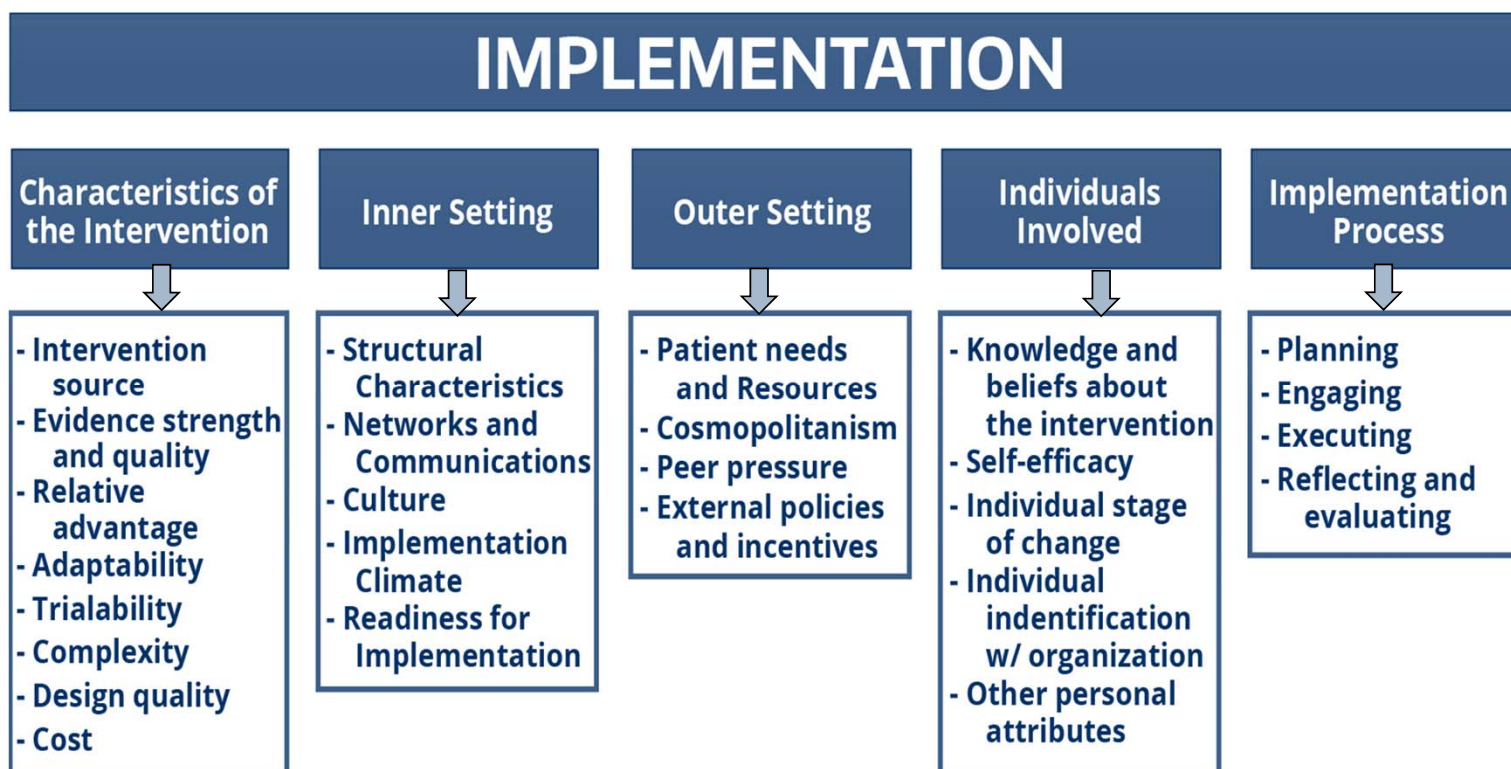 IMPLEMENTATION
Characteristics of
the Intervention
- Intervention
source
- Evidence strength
and quality
- Relative
advantage
- Adaptability
- Trialability
- Complexity
- Design quality
- Cost
Inner Setting
- Structural
Characteristics
- Networks and
Communications
- Culture
- Implementation
Climate
- Readiness for
Implementation
Outer Setting
- Patient needs
and Resources
- Cosmopolitanism
- Peer pressure
- External policies
and incentives
Individuals
Involved
- Knowledge and
beliefs about
the intervention
- Self-efficacy
- Individual stage
of change
- Individual
indentification
w/ organization
- Other personal
attributes
Implementation
Process
- Planning
- Engaging
- Executing
- Reflecting and
evaluating